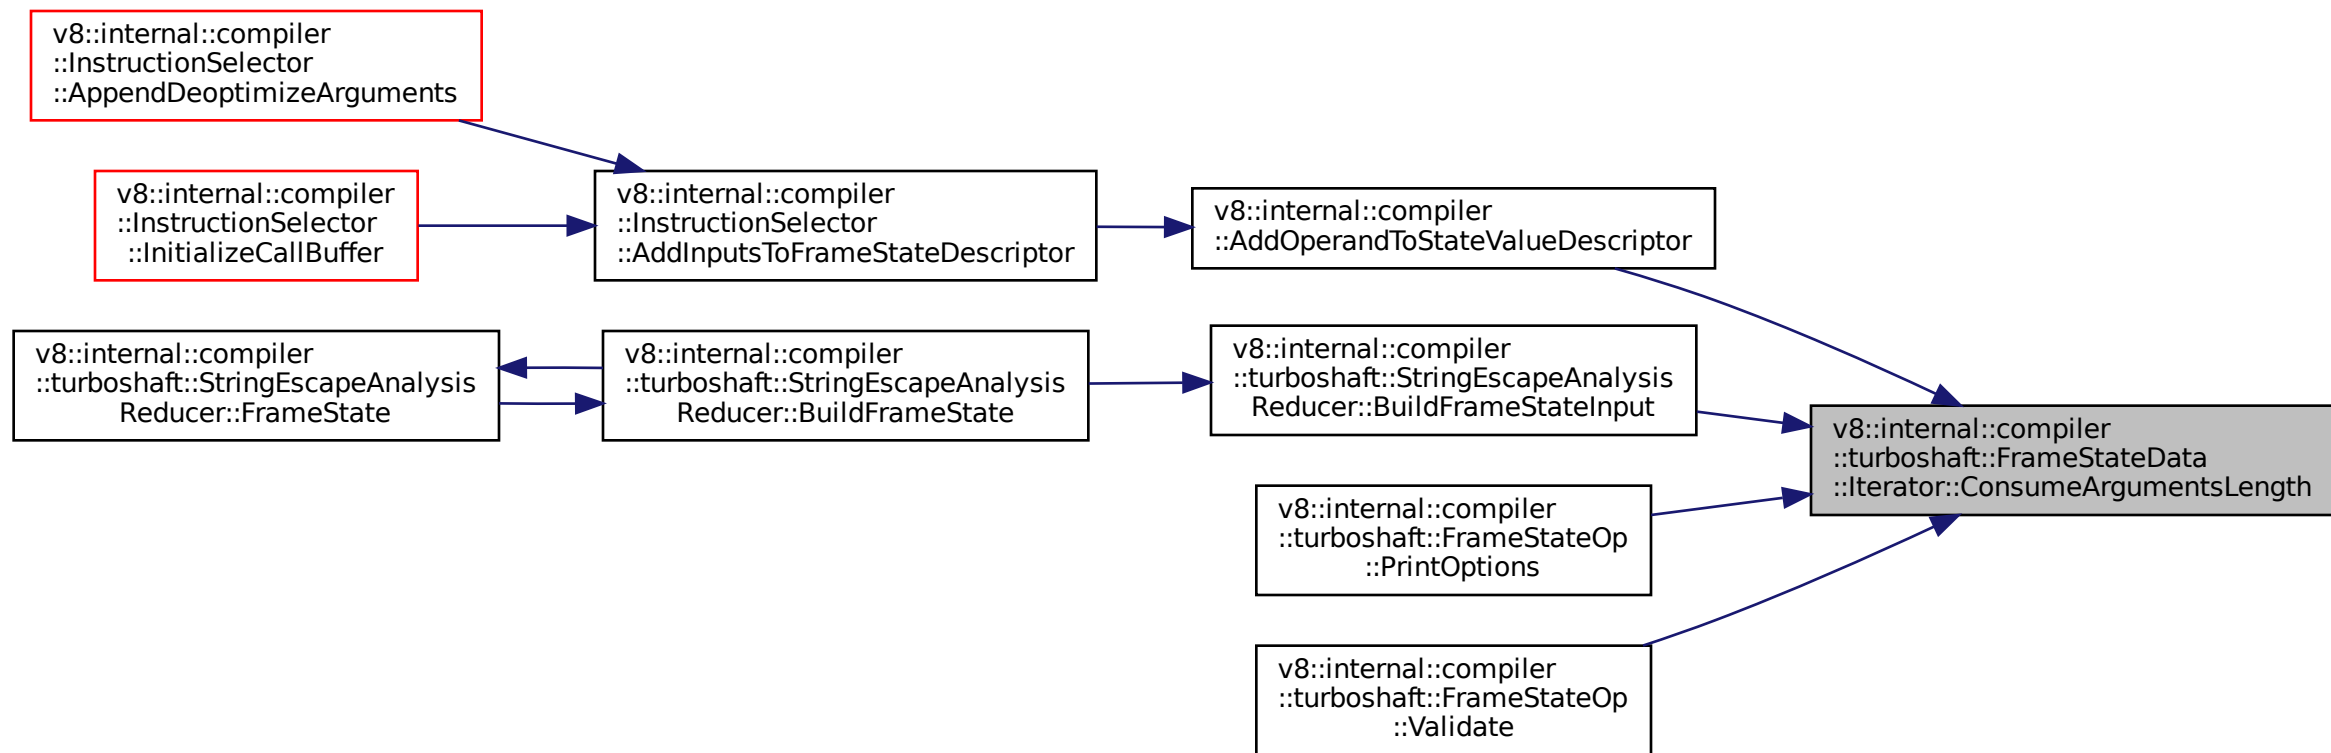 v8::internal::compiler
::InstructionSelector
::AppendDeoptimizeArguments
v8::internal::compiler
::InstructionSelector
::InitializeCallBuffer
v8::internal::compiler
::InstructionSelector
::AddInputsToFrameStateDescriptor
v8::internal::compiler
::AddOperandToStateValueDescriptor
v8::internal::compiler
::turboshaft::StringEscapeAnalysis
Reducer::FrameState
v8::internal::compiler
::turboshaft::StringEscapeAnalysis
Reducer::BuildFrameState
v8::internal::compiler
::turboshaft::StringEscapeAnalysis
Reducer::BuildFrameStateInput
v8::internal::compiler
::turboshaft::FrameStateData
::Iterator::ConsumeArgumentsLength
v8::internal::compiler
::turboshaft::FrameStateOp
::PrintOptions
v8::internal::compiler
::turboshaft::FrameStateOp
::Validate